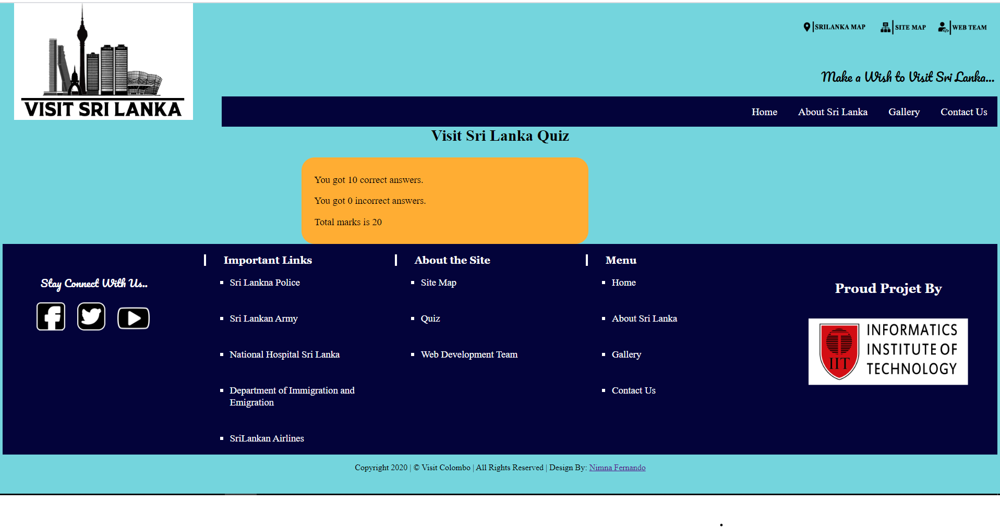 SRILANKA MAP
SITE MAP
WEB TEAM
Make a Wish to Visit Sri Lanka...
VISIT SRI LANKA
Home
About Sri Lanka
Gallery
Contact Us
Visit Sri Lanka Quiz
You got 10 correct answers.
You got 0 incorrect answers.
Total marks is 20
Stay Connect With Us..
Important Links
Sri Lankna Police
Sri Lankan Army
National Hospital Sri Lanka
Department of Immigration and
Emigration
SriLankan Airlines
About the Site
Site Map
Quiz
Web Development Team
Menu
Home
About Sri Lanka
Gallery
Contact Us
Proud Projet By
IIT
INFORMATICS
INSTITUTE OF
TECHNOLOGY
Copyright 2020 | © Visit Colombo | All Rights Reserved | Design By: Nimna Fernando